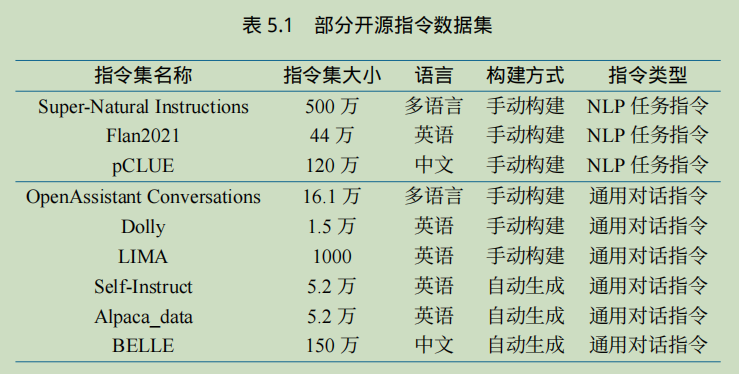 表 5.1 部分开源指令数据集
指令集名称 指令集大小 语言 构建方式 指令类型
Super-Natural Instructions 500 万 多语言 手动构建 NLP 任务指令
Flan2021 44 万 英语 手动构建 NLP 任务指令
pCLUE 120 万 中文 手动构建 NLP 任务指令
OpenAssistant Conversations 16.1 万 多语言 手动构建 通用对话指令
Dolly 1.5 万 英语 手动构建 通用对话指令
LIMA 1000 英语 手动构建 通用对话指令
Self-Instruct 5.2 万 英语 自动生成 通用对话指令
Alpaca_data 5.2 万 英语 自动生成 通用对话指令
BELLE 150 万 中文 自动生成 通用对话指令